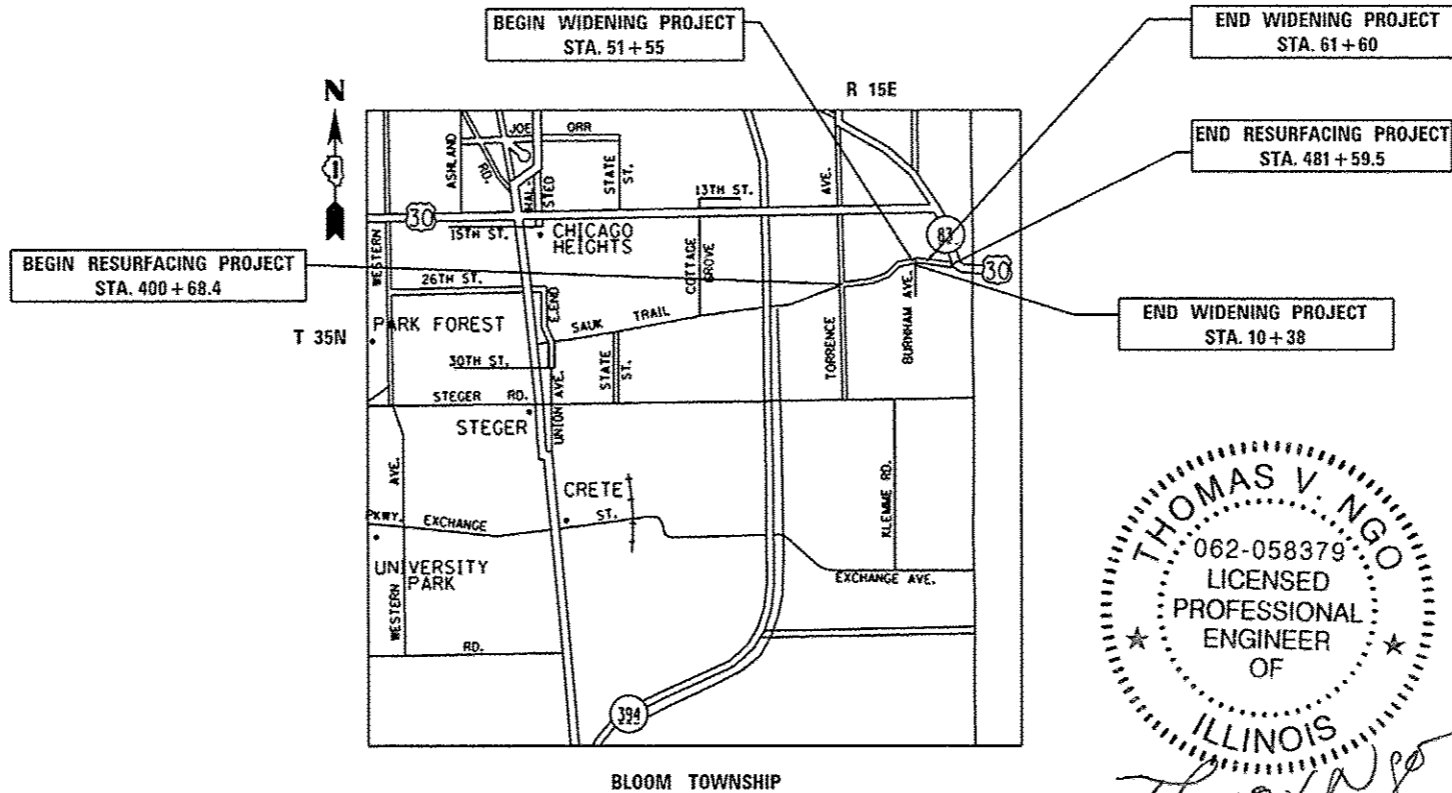 BEGIN WIDENING PROJECT
STA. 51+55
END WIDENING PROJECT
STA. 61+60
R 15E
N
END RESURFACING PROJECT
STA. 481+59.5
BEGIN RESURFACING PROJECT
STA. 400+68.4
END WIDENING PROJECT
STA. 10+38
T 35N
ASHLAND
JOE ORR
RD.
HAL-
STED
STATE
ST.
13TH ST.
AVE.
30
15TH ST.
CHICAGO
HEIGHTS
83
30
WESTERN
26TH ST.
COTTAGE
GROVE
E.END
PARK FOREST
SAUK TRAIL
BURNHAM AVE.
TORRENCE
30TH ST.
STATE
ST.
UNION AVE.
STEGER RD.
STEGER
AVE.
CRETE
KLEMME RD.
PKWY.
EXCHANGE
ST.
UNIVERSITY
PARK
EXCHANGE AVE.
WESTERN
RD.
394
BLOOM TOWNSHIP
THOMAS V. NGO
062-058379
LICENSED
PROFESSIONAL
ENGINEER
OF
ILLINOIS